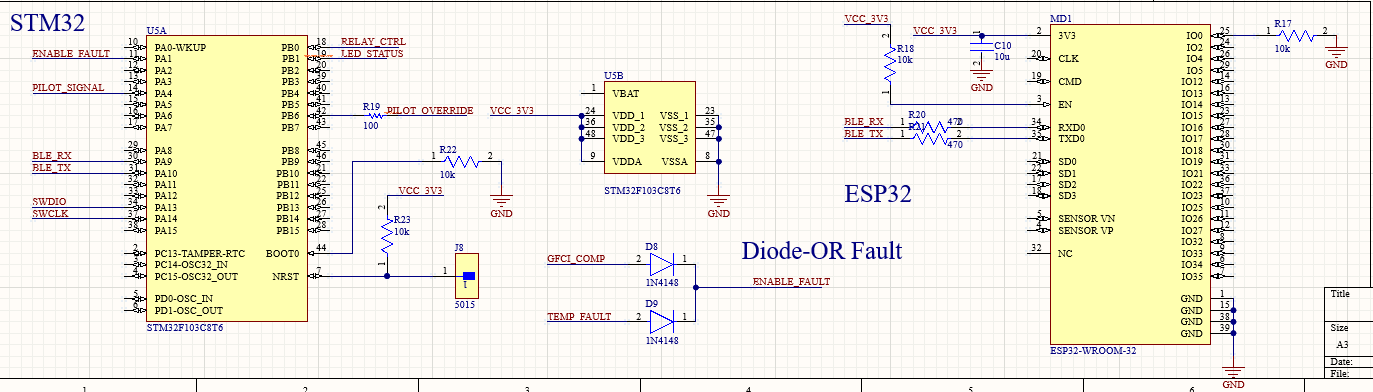 STM32
U5A
ENABLE_FAULT
PILOT_SIGNAL
BLE_RX
BLE_TX
SWDIO
SWCLK
10 PA0-WKUP
11 PA1
12 PA2
13 PA3
14 PA4
15 PA5
16 PA6
17 PA7
29 PA8
30 PA9
31 PA10
32 PA11
33 PA12
34 PA13
37 PA14
38 PA15
2 PC13-TAMPER-RTC
3 PC14-OSC32_IN
4 PC15-OSC32_OUT
5 PD0-OSC_IN
6 PD1-OSC_OUT
PB0 18 RELAY_CTRL
PB1 19 LED_STATUS
PB2 20
PB3 39
PB4 40
PB5 41
PB6 42
PB7 43
PB8 45
PB9 46
PB10 21
PB11 22
PB12 25
PB13 26
PB14 27
PB15 28
BOOT0 44
NRST 7
STM32F103C8T6
R19
100
PILOT_OVERRIDE
R22
1 2
10k
GND
VCC_3V3
2
R23
10k
1
J8
1
1
5015
U5B
VCC_3V3
1 VBAT
24 VDD_1 VSS_1 23
36 VDD_2 VSS_2 35
48 VDD_3 VSS_3 47
9 VDDA VSSA 8
STM32F103C8T6
GND
Diode-OR Fault
GFCI_COMP 2 D8 1
1N4148
ENABLE_FAULT
TEMP_FAULT 2 D9 1
1N4148
ESP32
VCC_3V3
2
R18
10k
1
VCC_3V3
1
C10
10u
2
GND
BLE_RX 1 R20 470 2
BLE_TX 1 R21 2
470
MD1
2 3V3
20 CLK
19 CMD
3 EN
34 RXD0
35 TXD0
21 SD0
22 SD1
17 SD2
18 SD3
5 SENSOR VN
4 SENSOR VP
32 NC
IO0 25
IO2 24
IO4 26
IO5 29
IO12 14
IO13 16
IO14 13
IO15 23
IO16 27
IO17 28
IO18 30
IO19 31
IO21 33
IO22 36
IO23 37
IO25 10
IO26 11
IO27 12
IO32 8
IO33 9
IO34 6
IO35 7
GND 1
GND 15
GND 38
GND 39
GND
ESP32-WROOM-32
R17
1 2
10k
GND
Title
Size
A3
Date:
File:
1 2 3 4 5 6